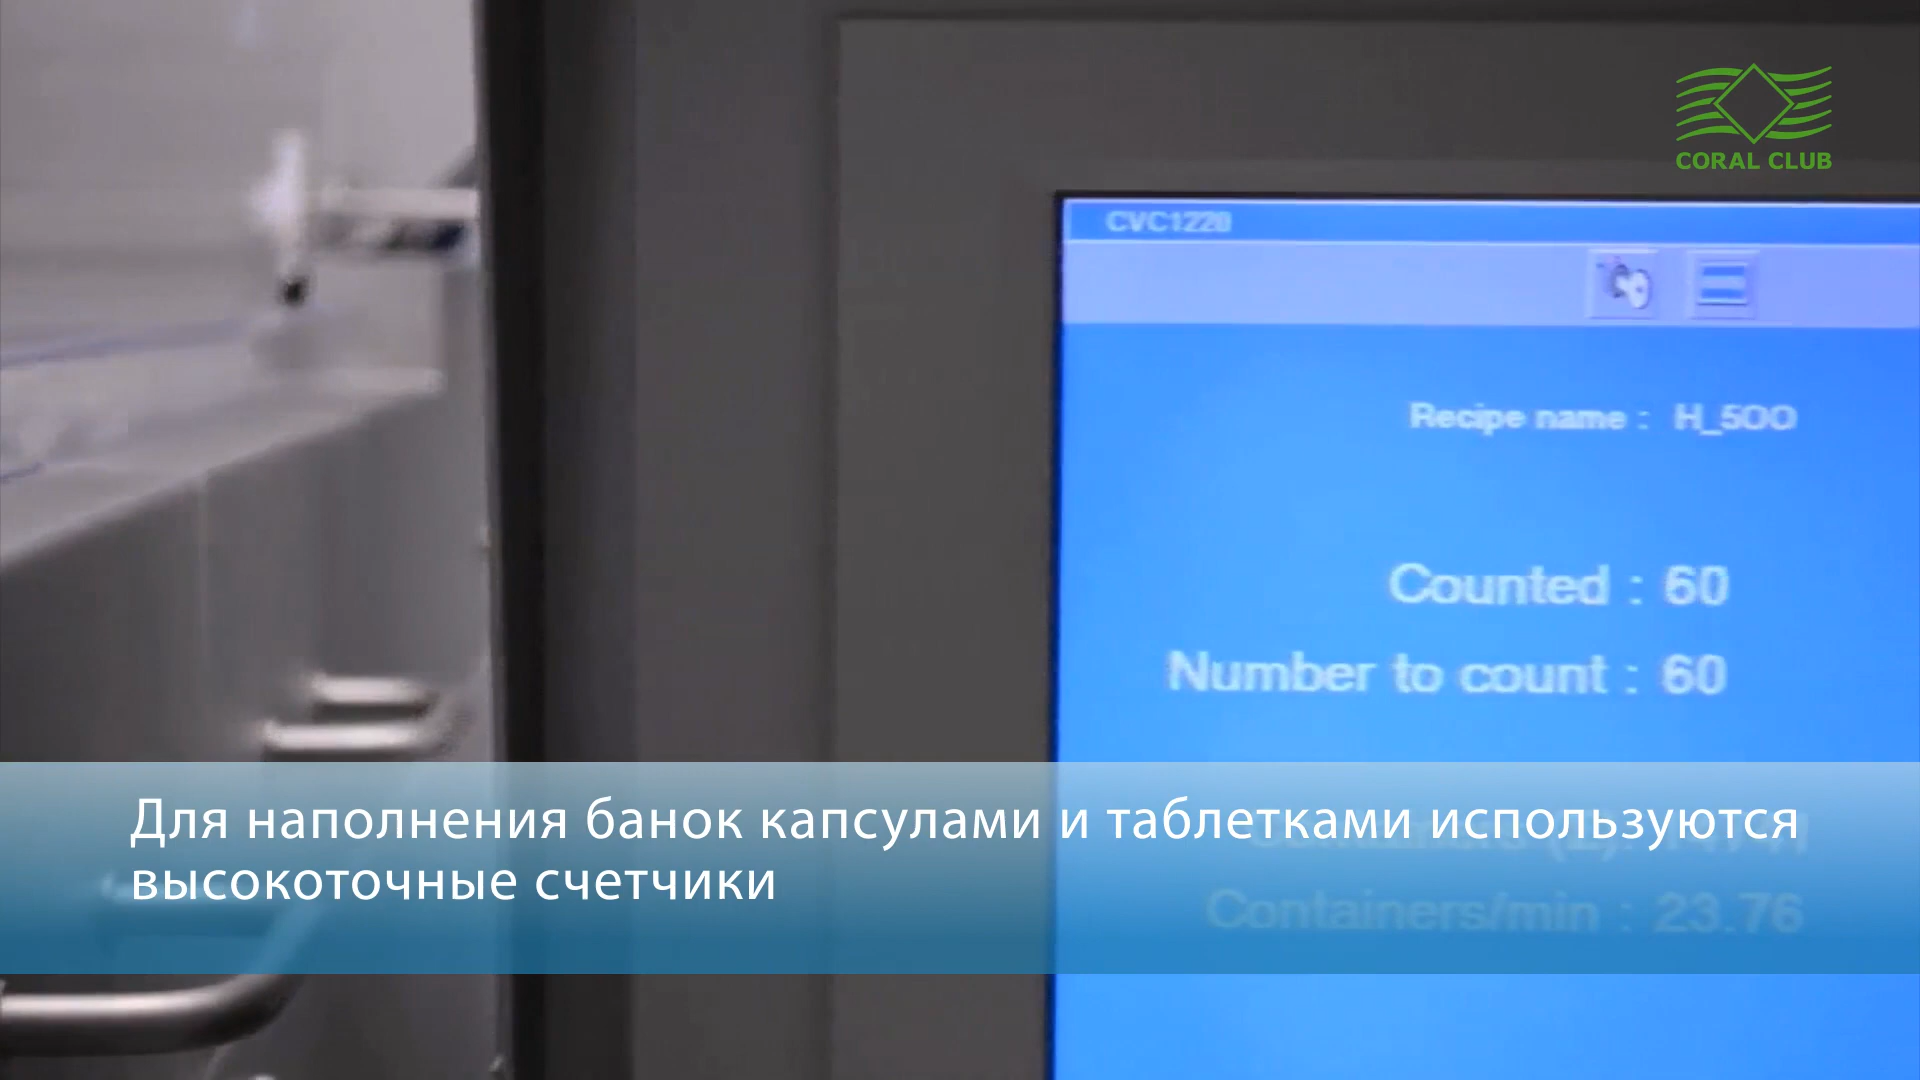 CORAL CLUB
CVC1220
Recipe name : H_500
Counted : 60
Number to count : 60
Для наполнения банок капсулами и таблетками используются
высокоточные счетчики
Containers/min : 23.76